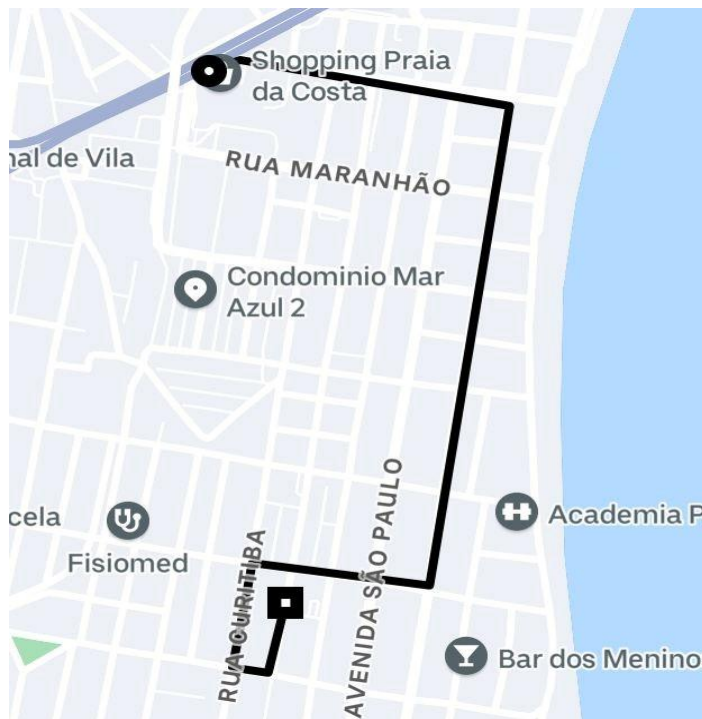 Shopping Praia
da Costa
nal de Vila
RUA MARANHÃO
Condominio Mar
Azul 2
AVENIDA SÃO PAULO
cela
Academia P
Fisiomed
RUA CURITIBA
Bar dos Menino